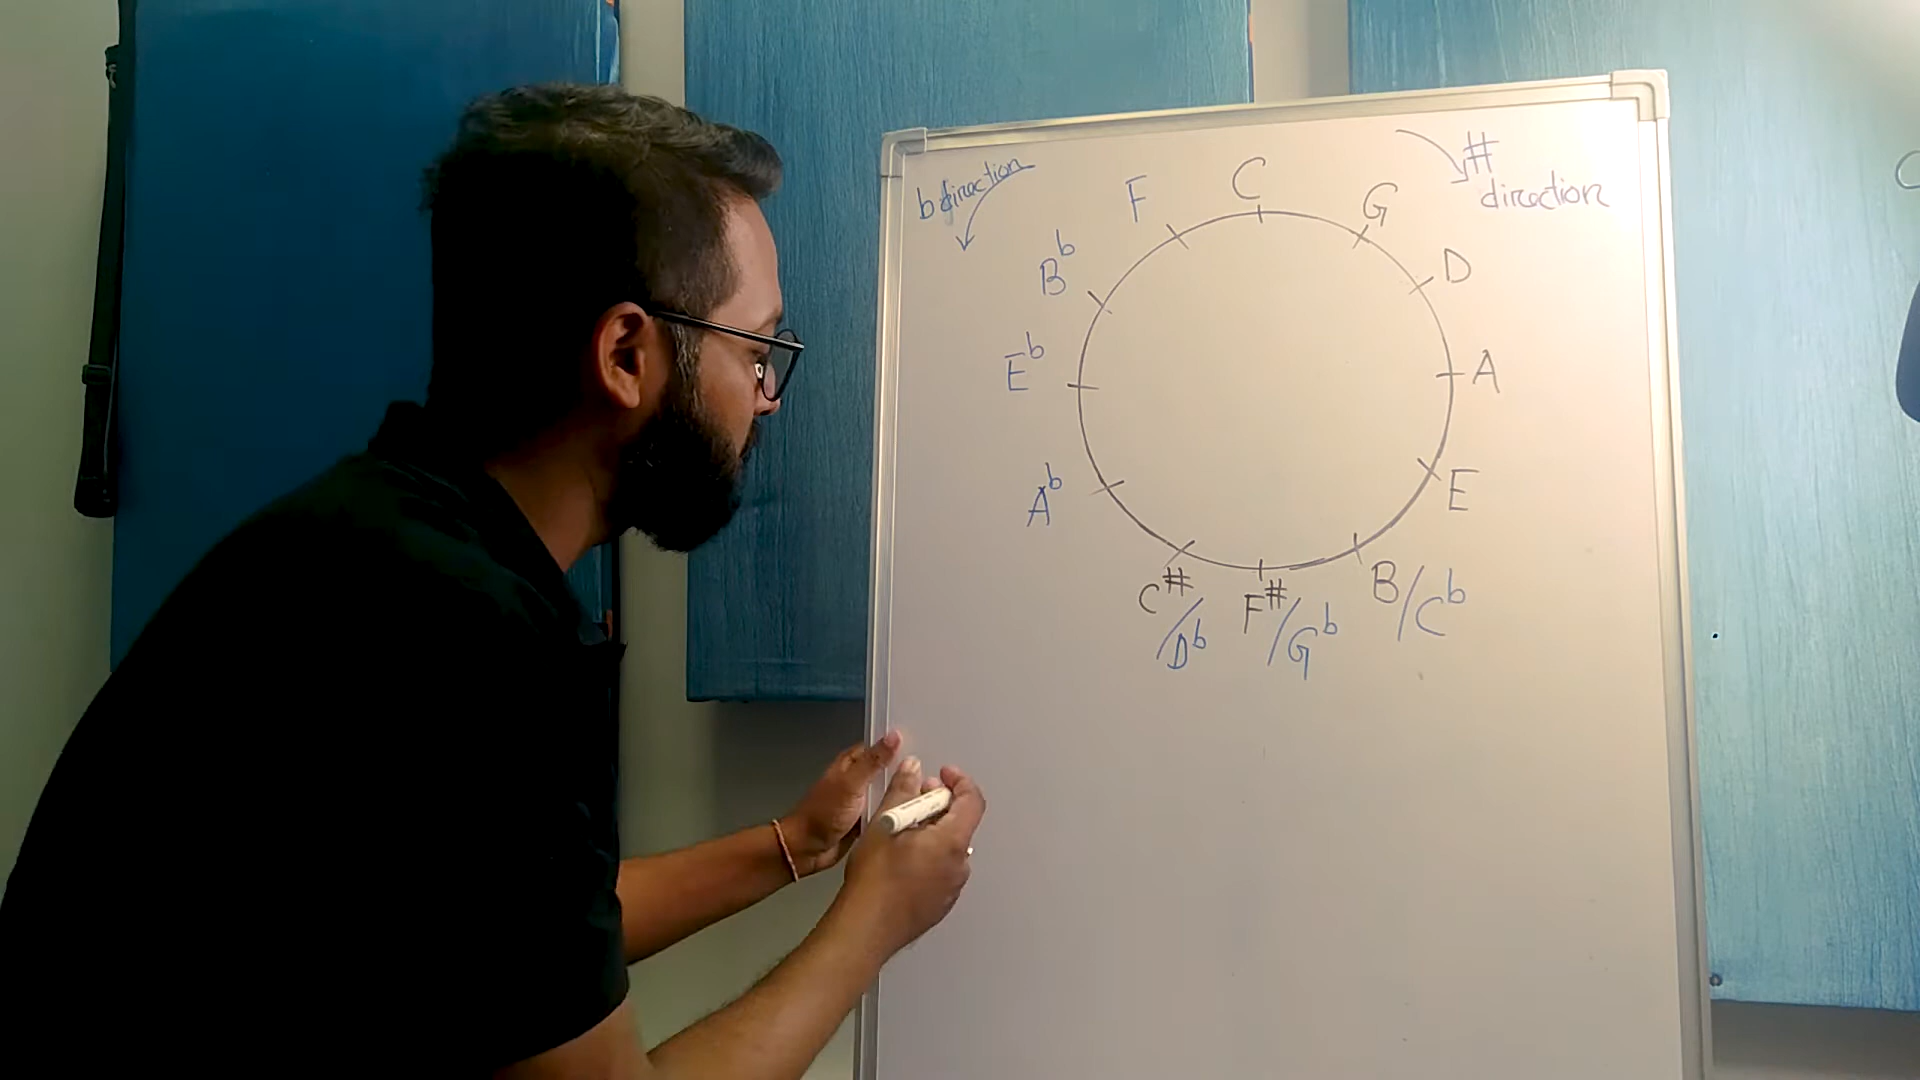 b direction
# direction
C
G
D
A
E
B/Cb
F#/Gb
C#/Db
Ab
Eb
Bb
F